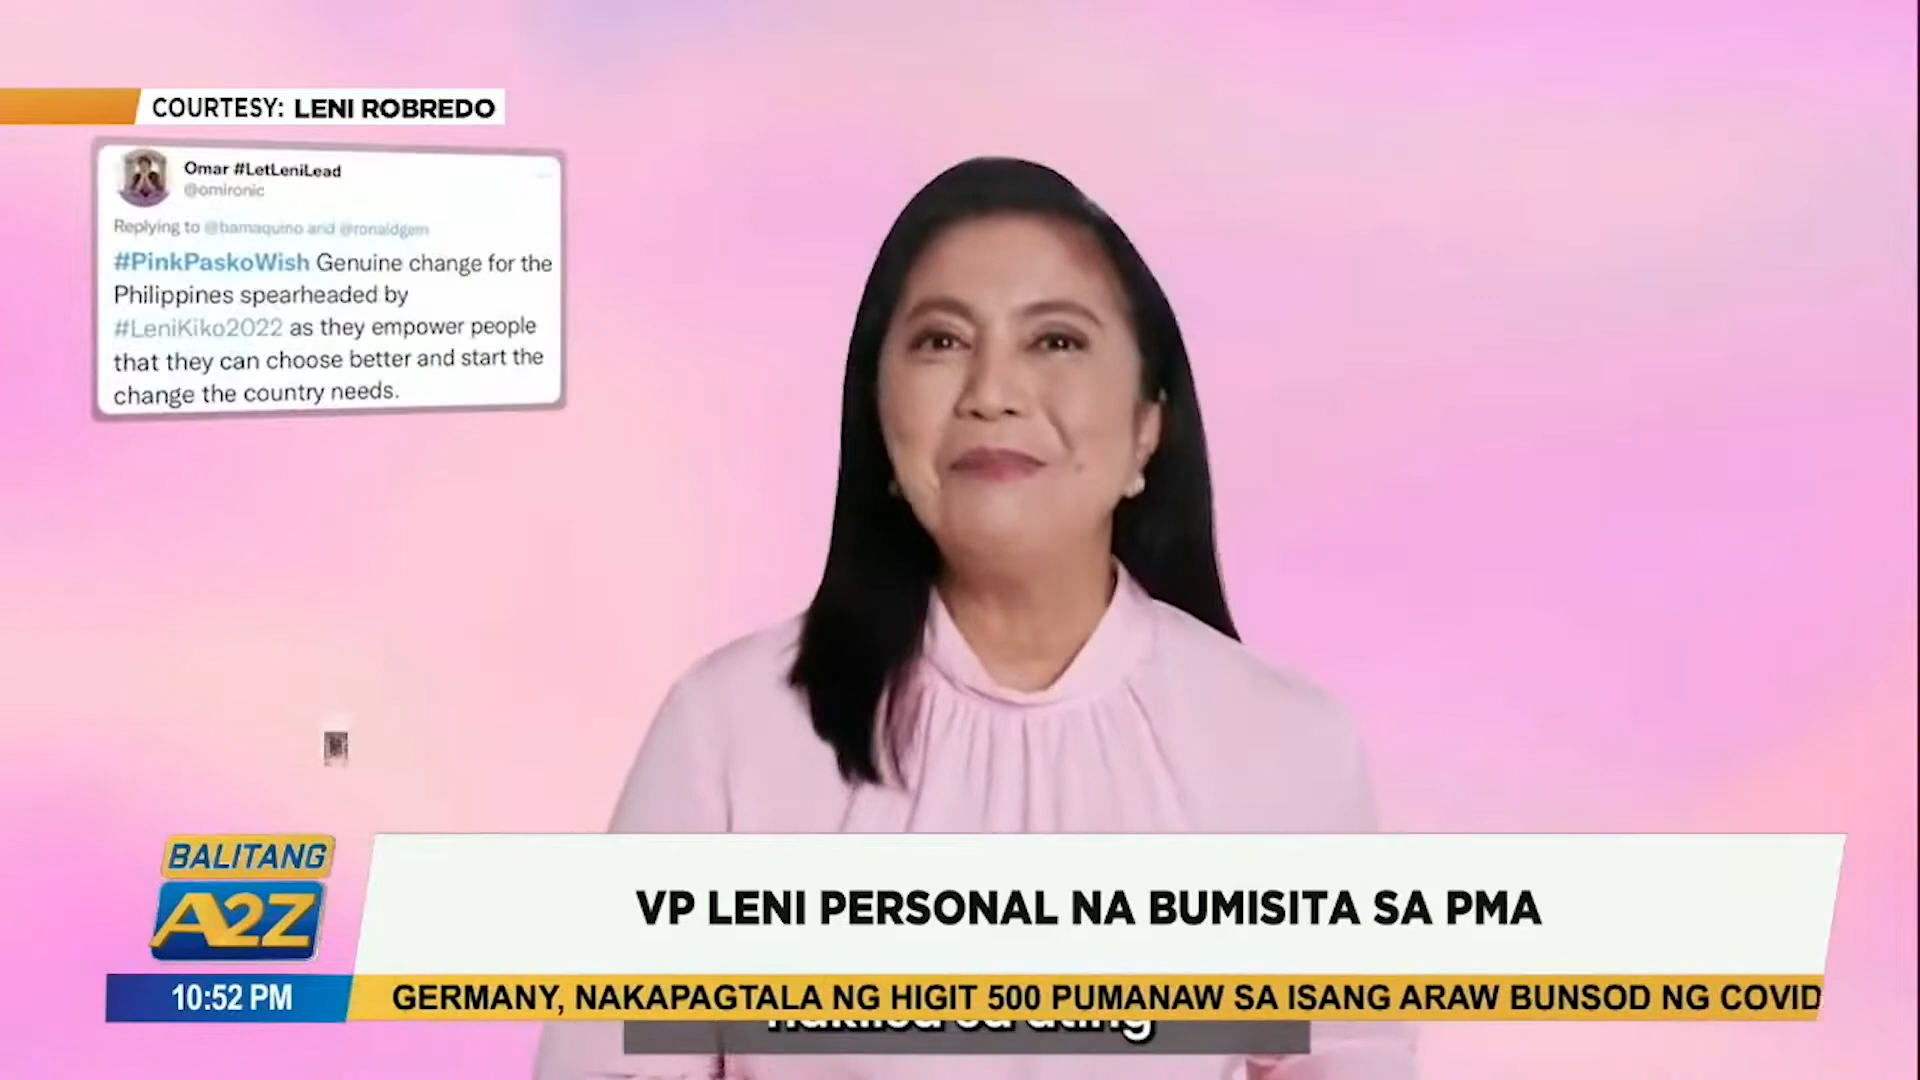 COURTESY: LENI ROBREDO
Omar #LetLeniLead
@omironic
Replying to @bamaquino and @ronaldgem
#PinkPaskoWish Genuine change for the
Philippines spearheaded by
#LeniKiko2022 as they empower people
that they can choose better and start the
change the country needs.
BALITANG
A2Z
VP LENI PERSONAL NA BUMISITA SA PMA
10:52 PM
GERMANY, NAKAPAGTALA NG HIGIT 500 PUMANAW SA ISANG ARAW BUNSOD NG COVID